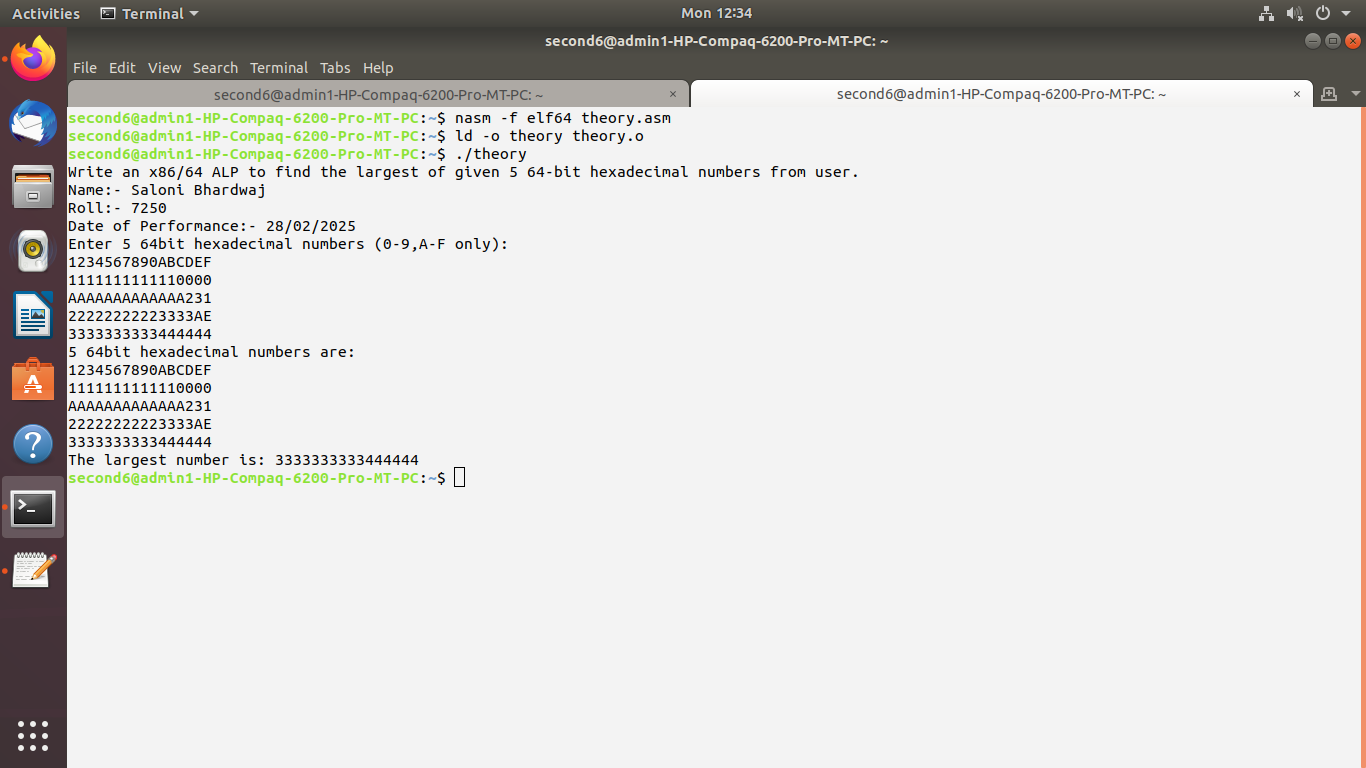 Activities Terminal Mon 12:34
second6@admin1-HP-Compaq-6200-Pro-MT-PC: ~
File Edit View Search Terminal Tabs Help
second6@admin1-HP-Compaq-6200-Pro-MT-PC: ~ × second6@admin1-HP-Compaq-6200-Pro-MT-PC: ~ ×
second6@admin1-HP-Compaq-6200-Pro-MT-PC:~$ nasm -f elf64 theory.asm
second6@admin1-HP-Compaq-6200-Pro-MT-PC:~$ ld -o theory theory.o
second6@admin1-HP-Compaq-6200-Pro-MT-PC:~$ ./theory
Write an x86/64 ALP to find the largest of given 5 64-bit hexadecimal numbers from user.
Name:- Saloni Bhardwaj
Roll:- 7250
Date of Performance:- 28/02/2025
Enter 5 64bit hexadecimal numbers (0-9,A-F only):
1234567890ABCDEF
1111111111110000
AAAAAAAAAAAAA231
22222222223333AE
3333333333444444
5 64bit hexadecimal numbers are:
1234567890ABCDEF
1111111111110000
AAAAAAAAAAAAA231
22222222223333AE
3333333333444444
The largest number is: 3333333333444444
second6@admin1-HP-Compaq-6200-Pro-MT-PC:~$